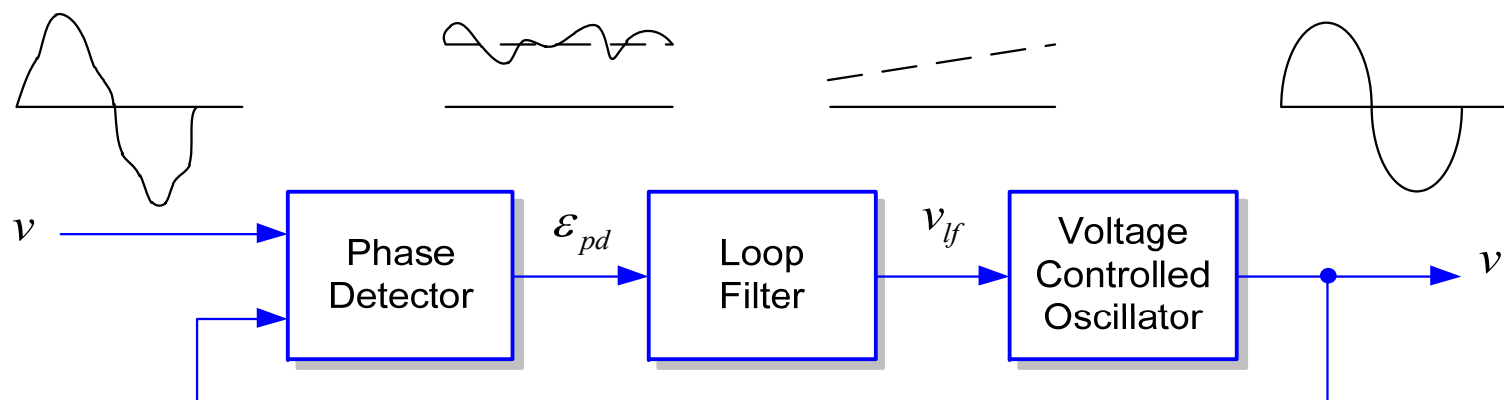 v
Phase
Detector
ε_pd
Loop
Filter
v_lf
Voltage
Controlled
Oscillator
v